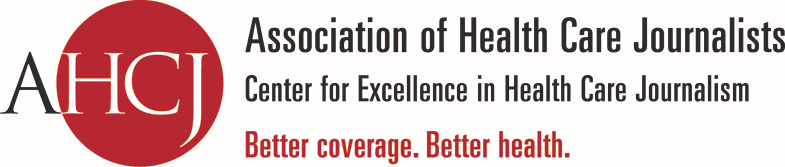 AHCJ
Association of Health Care Journalists
Center for Excellence in Health Care Journalism
Better coverage. Better health.